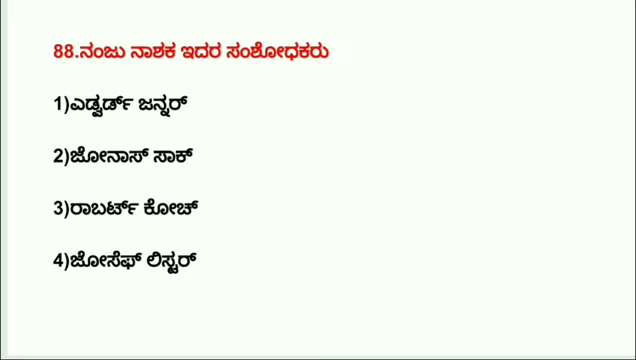 88.ನಂಜು ನಾಶಕ ಇದರ ಸಂಶೋಧಕರು
1)ಎಡ್ವರ್ಡ್ ಜನ್ನರ್
2)ಜೋನಾಸ್ ಸಾಕ್
3)ರಾಬರ್ಟ್ ಕೋಚ್
4)ಜೋಸೆಫ್ ಲಿಸ್ಟರ್